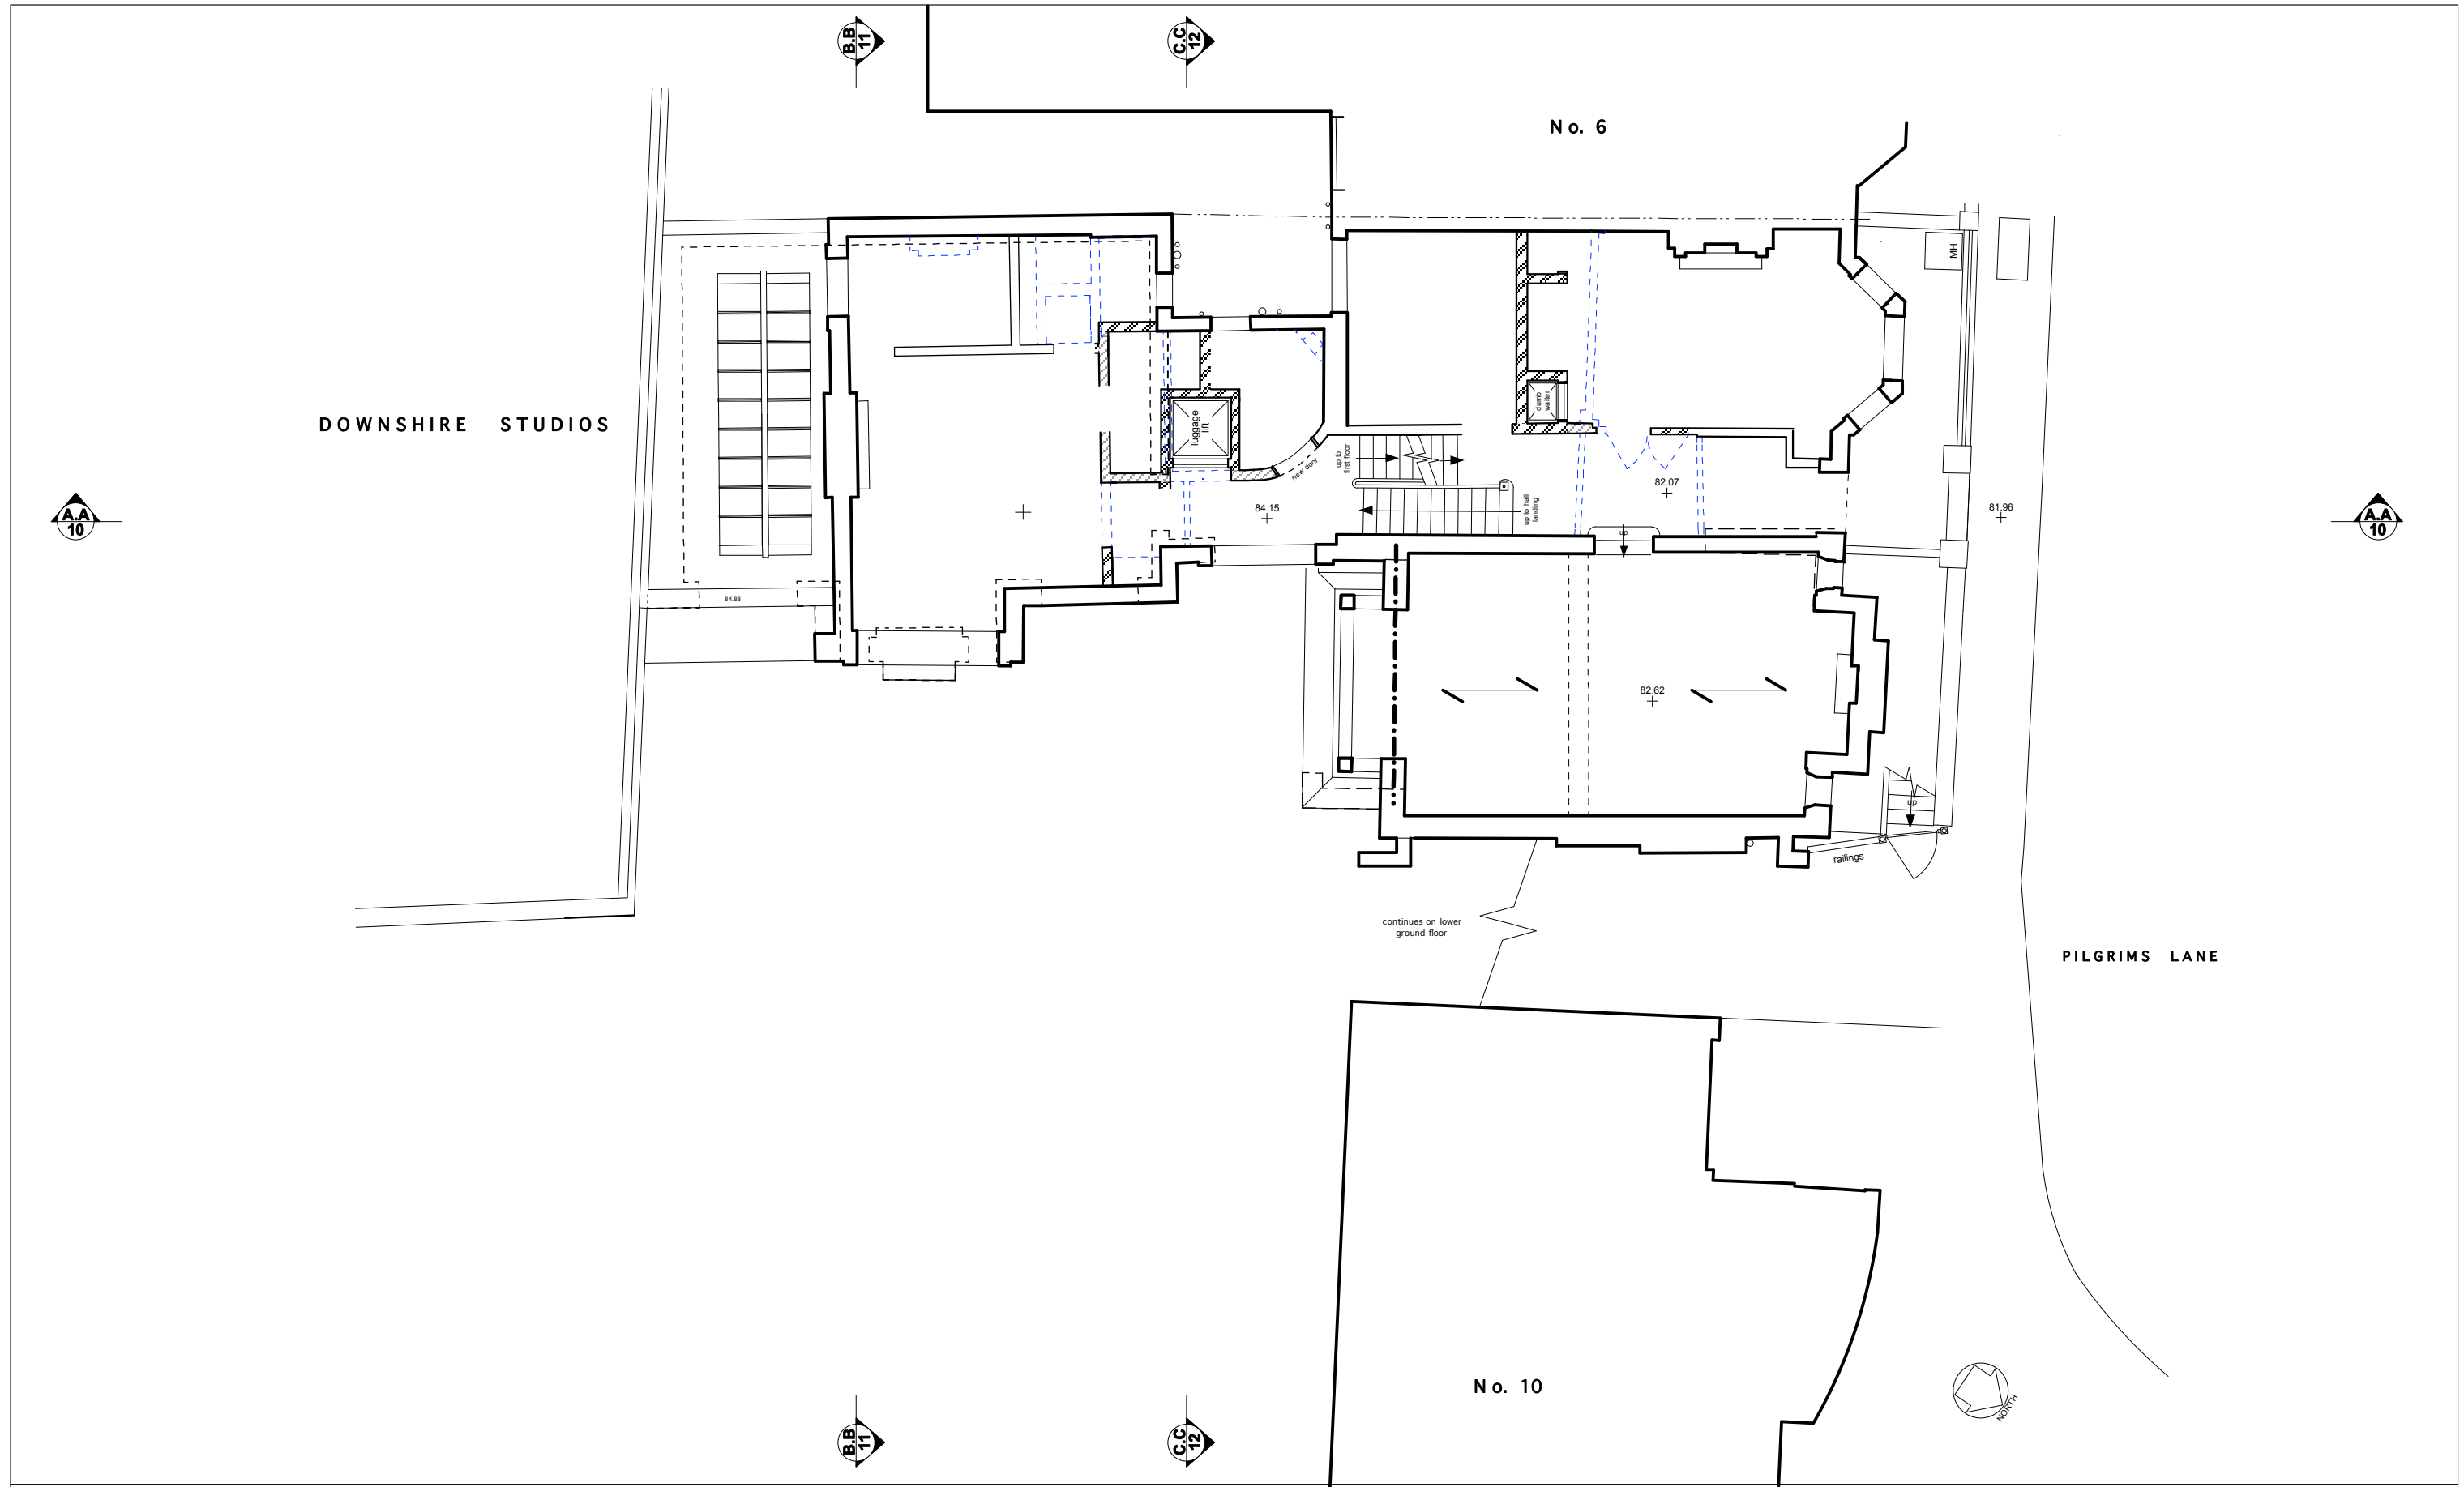 B.B
11
C.C
12
No. 6
MH
DOWNSHIRE STUDIOS
luggage
lift
dumb
waiter
new door
up to
first floor
up to hall
landing
82.07
84.15
81.96
A.A
10
A.A
10
up
84.88
82.62
up
railings
continues on lower
ground floor
PILGRIMS LANE
No. 10
NORTH
B.B
11
C.C
12